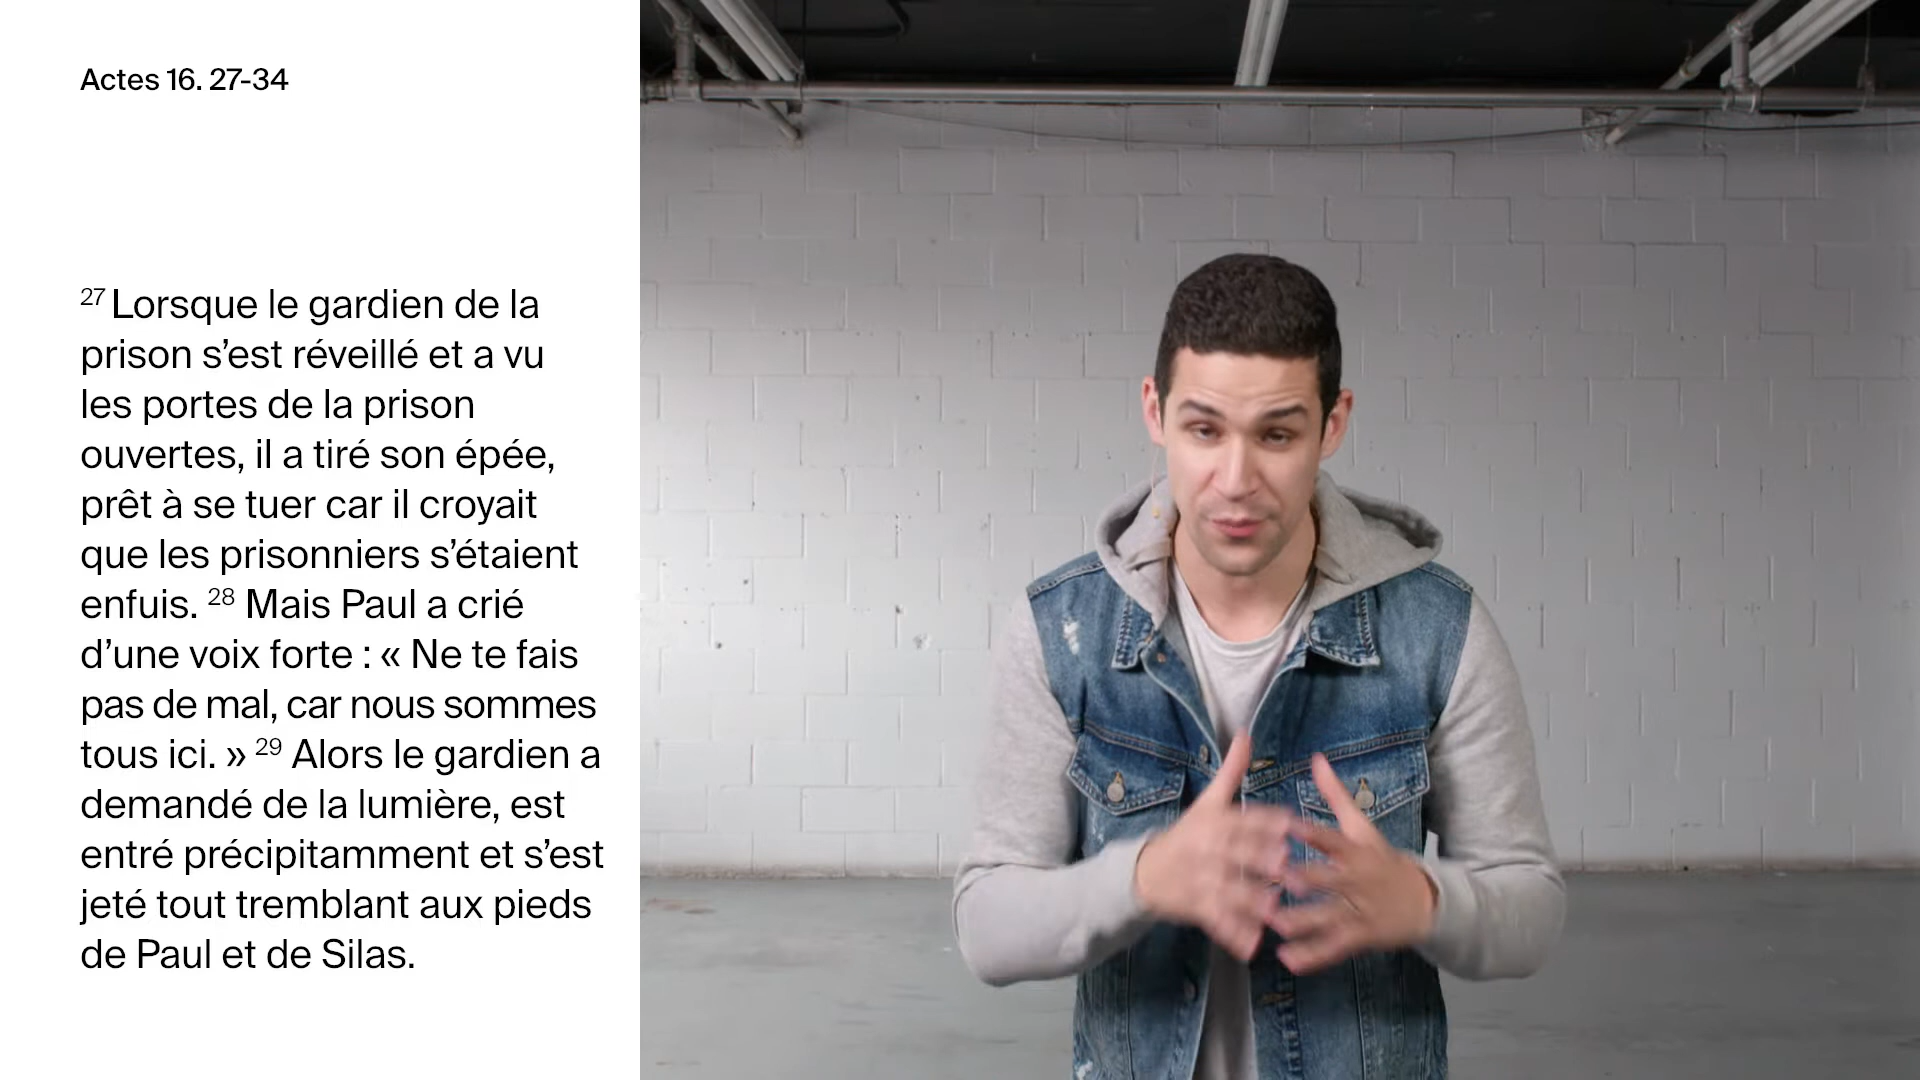 Actes 16. 27-34
27 Lorsque le gardien de la
prison s’est réveillé et a vu
les portes de la prison
ouvertes, il a tiré son épée,
prêt à se tuer car il croyait
que les prisonniers s’étaient
enfuis. 28 Mais Paul a crié
d’une voix forte : « Ne te fais
pas de mal, car nous sommes
tous ici. » 29 Alors le gardien a
demandé de la lumière, est
entré précipitamment et s’est
jeté tout tremblant aux pieds
de Paul et de Silas.